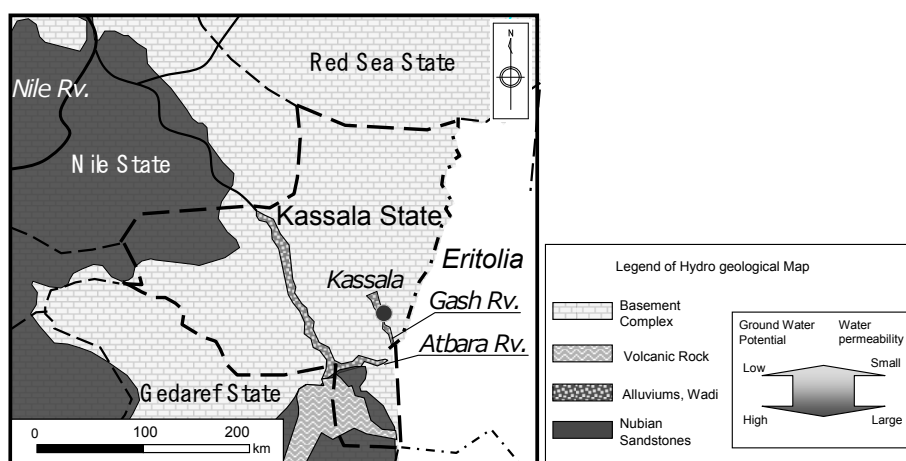 N
Red Sea State
Nile Rv.
Nile State
Kassala State
Eritolia
Kassala
Gash Rv.
Atbara Rv.
Gedaref State
0 100 200
km
Legend of Hydro geological Map
Basement
Complex
Volcanic Rock
Alluviums, Wadi
Nubian
Sandstones
Ground Water
Potential
Water
permeability
Low
Small
High
Large